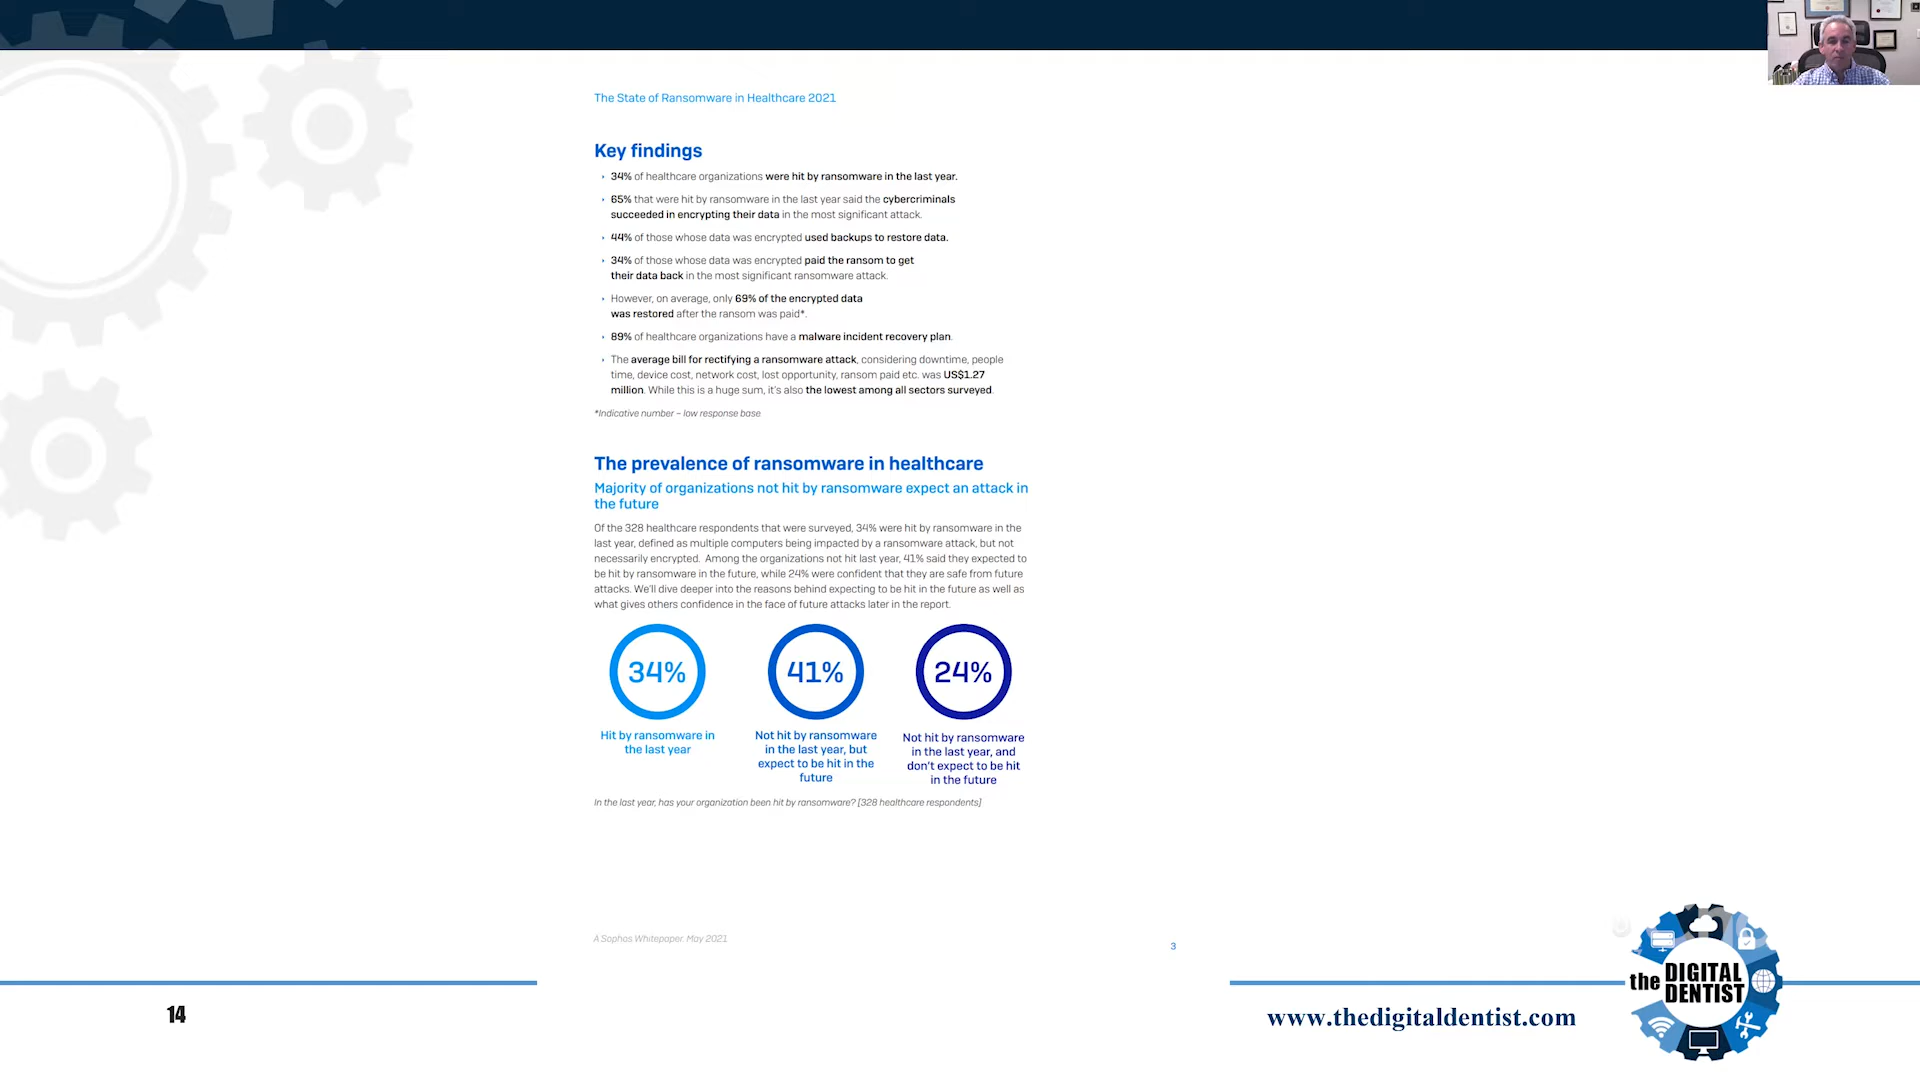 The State of Ransomware in Healthcare 2021
Key findings
34% of healthcare organizations were hit by ransomware in the last year.
65% that were hit by ransomware in the last year said the cybercriminals
succeeded in encrypting their data in the most significant attack.
44% of those whose data was encrypted used backups to restore data.
34% of those whose data was encrypted paid the ransom to get
their data back in the most significant ransomware attack.
However, on average, only 69% of the encrypted data
was restored after the ransom was paid*.
89% of healthcare organizations have a malware incident recovery plan.
The average bill for rectifying a ransomware attack, considering downtime, people
time, device cost, network cost, lost opportunity, ransom paid etc. was US$1.27
million. While this is a huge sum, it's also the lowest among all sectors surveyed.
*Indicative number – low response base
The prevalence of ransomware in healthcare
Majority of organizations not hit by ransomware expect an attack in
the future
Of the 328 healthcare respondents that were surveyed, 34% were hit by ransomware in the
last year, defined as multiple computers being impacted by a ransomware attack, but not
necessarily encrypted. Among the organizations not hit last year, 41% said they expected to
be hit by ransomware in the future, while 24% were confident that they are safe from future
attacks. We'll dive deeper into the reasons behind expecting to be hit in the future as well as
what gives others confidence in the face of future attacks later in the report.
34%
Hit by ransomware in
the last year
41%
Not hit by ransomware
in the last year, but
expect to be hit in the
future
24%
Not hit by ransomware
in the last year, and
don't expect to be hit
in the future
In the last year, has your organization been hit by ransomware? [328 healthcare respondents]
A Sophos Whitepaper. May 2021
3
14
www.thedigitaldentist.com
the DIGITAL
DENTIST